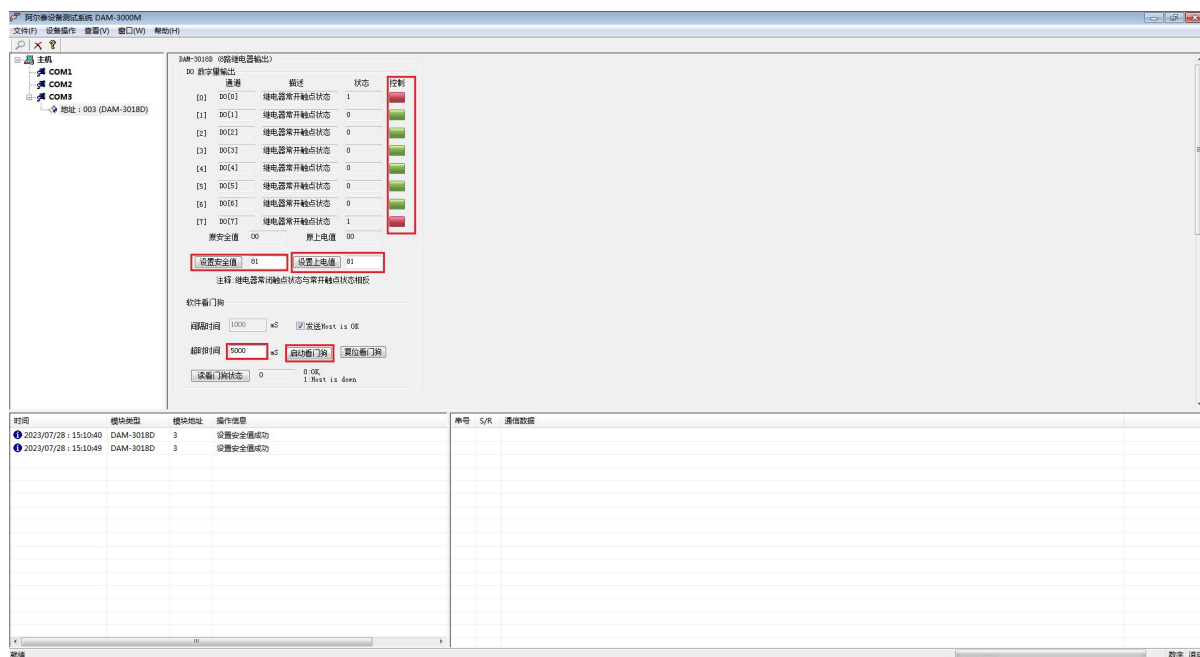 阿尔泰设备测试系统 DAM-3000M
文件(F) 设备操作 查看(V) 窗口(W) 帮助(H)
主机
COM1
COM2
COM3
地址：003 (DAM-3018D)
DAM-3018D (8路继电器输出)
DO 数字量输出
通道 描述 状态 控制
[0] DO[0] 继电器常开触点状态 1
[1] DO[1] 继电器常开触点状态 0
[2] DO[2] 继电器常开触点状态 0
[3] DO[3] 继电器常开触点状态 0
[4] DO[4] 继电器常开触点状态 0
[5] DO[5] 继电器常开触点状态 0
[6] DO[6] 继电器常开触点状态 0
[7] DO[7] 继电器常开触点状态 1
原安全值 00 原上电值 00
设置安全值 81 设置上电值 81
注释:继电器常闭触点状态与常开触点状态相反
软件看门狗
间隔时间 1000 mS 发送Host is OK
超时时间 5000 mS 启动看门狗 复位看门狗
读看门狗状态 0 0:OK,
1:Host is down
时间 模块类型 模块地址 操作信息
2023/07/28 : 15:10:40 DAM-3018D 3 设置安全值成功
2023/07/28 : 15:10:49 DAM-3018D 3 设置安全值成功
串号 S/R 通信数据
就绪 数字